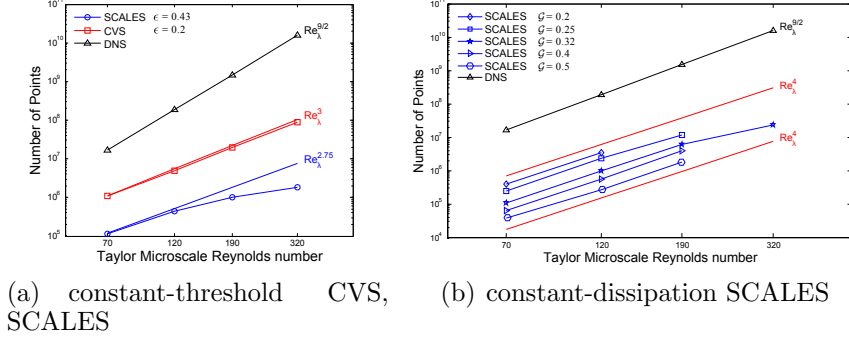 SCALES ϵ = 0.43
CVS ϵ = 0.2
DNS
Re_λ^{9/2}
Re_λ^3
Re_λ^{2.75}
Number of Points
10^{11}
10^{10}
10^9
10^8
10^7
10^6
10^5
70 120 190 320
Taylor Microscale Reynolds number
(a) constant-threshold CVS,
SCALES
SCALES 𝒢 = 0.2
SCALES 𝒢 = 0.25
SCALES 𝒢 = 0.32
SCALES 𝒢 = 0.4
SCALES 𝒢 = 0.5
DNS
Re_λ^{9/2}
Re_λ^4
Re_λ^4
Number of Points
10^{11}
10^{10}
10^9
10^8
10^7
10^6
10^5
10^4
70 120 190 320
Taylor Microscale Reynolds number
(b) constant-dissipation SCALES